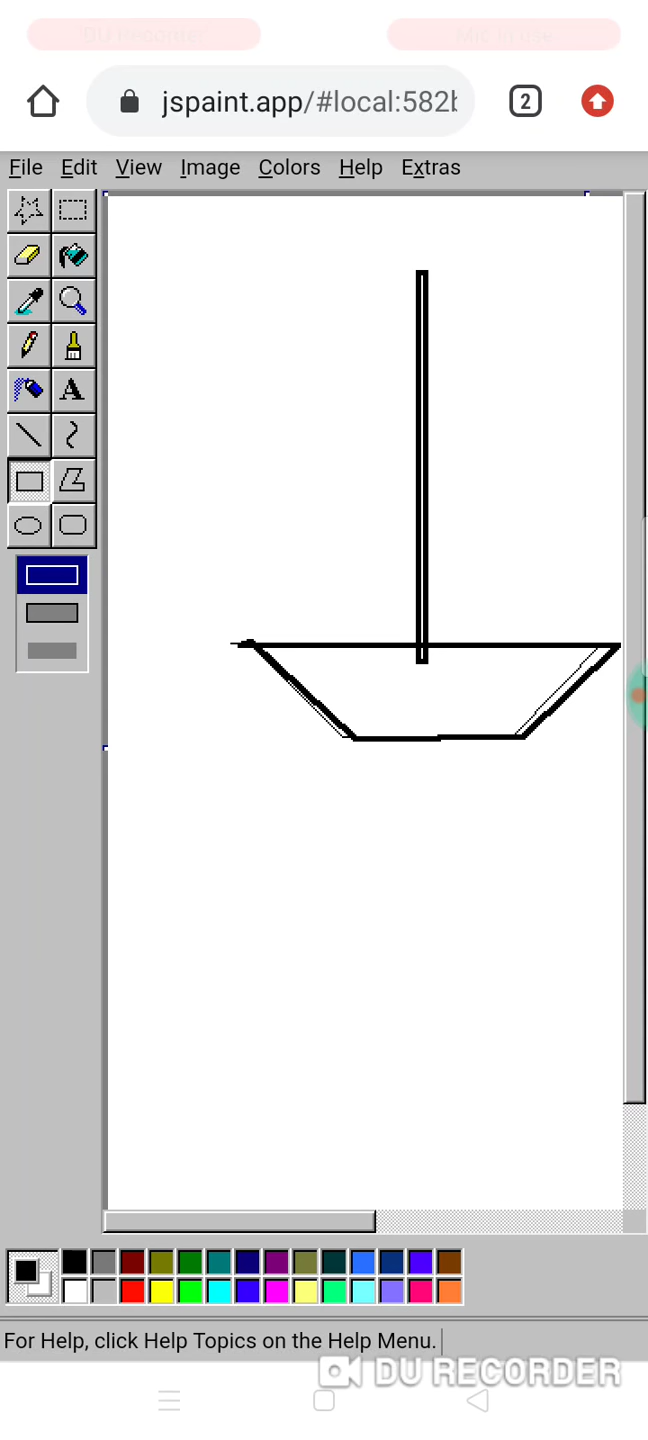 jspaint.app/#local:582b
2
File Edit View Image Colors Help Extras
A
For Help, click Help Topics on the Help Menu.
DU RECORDER